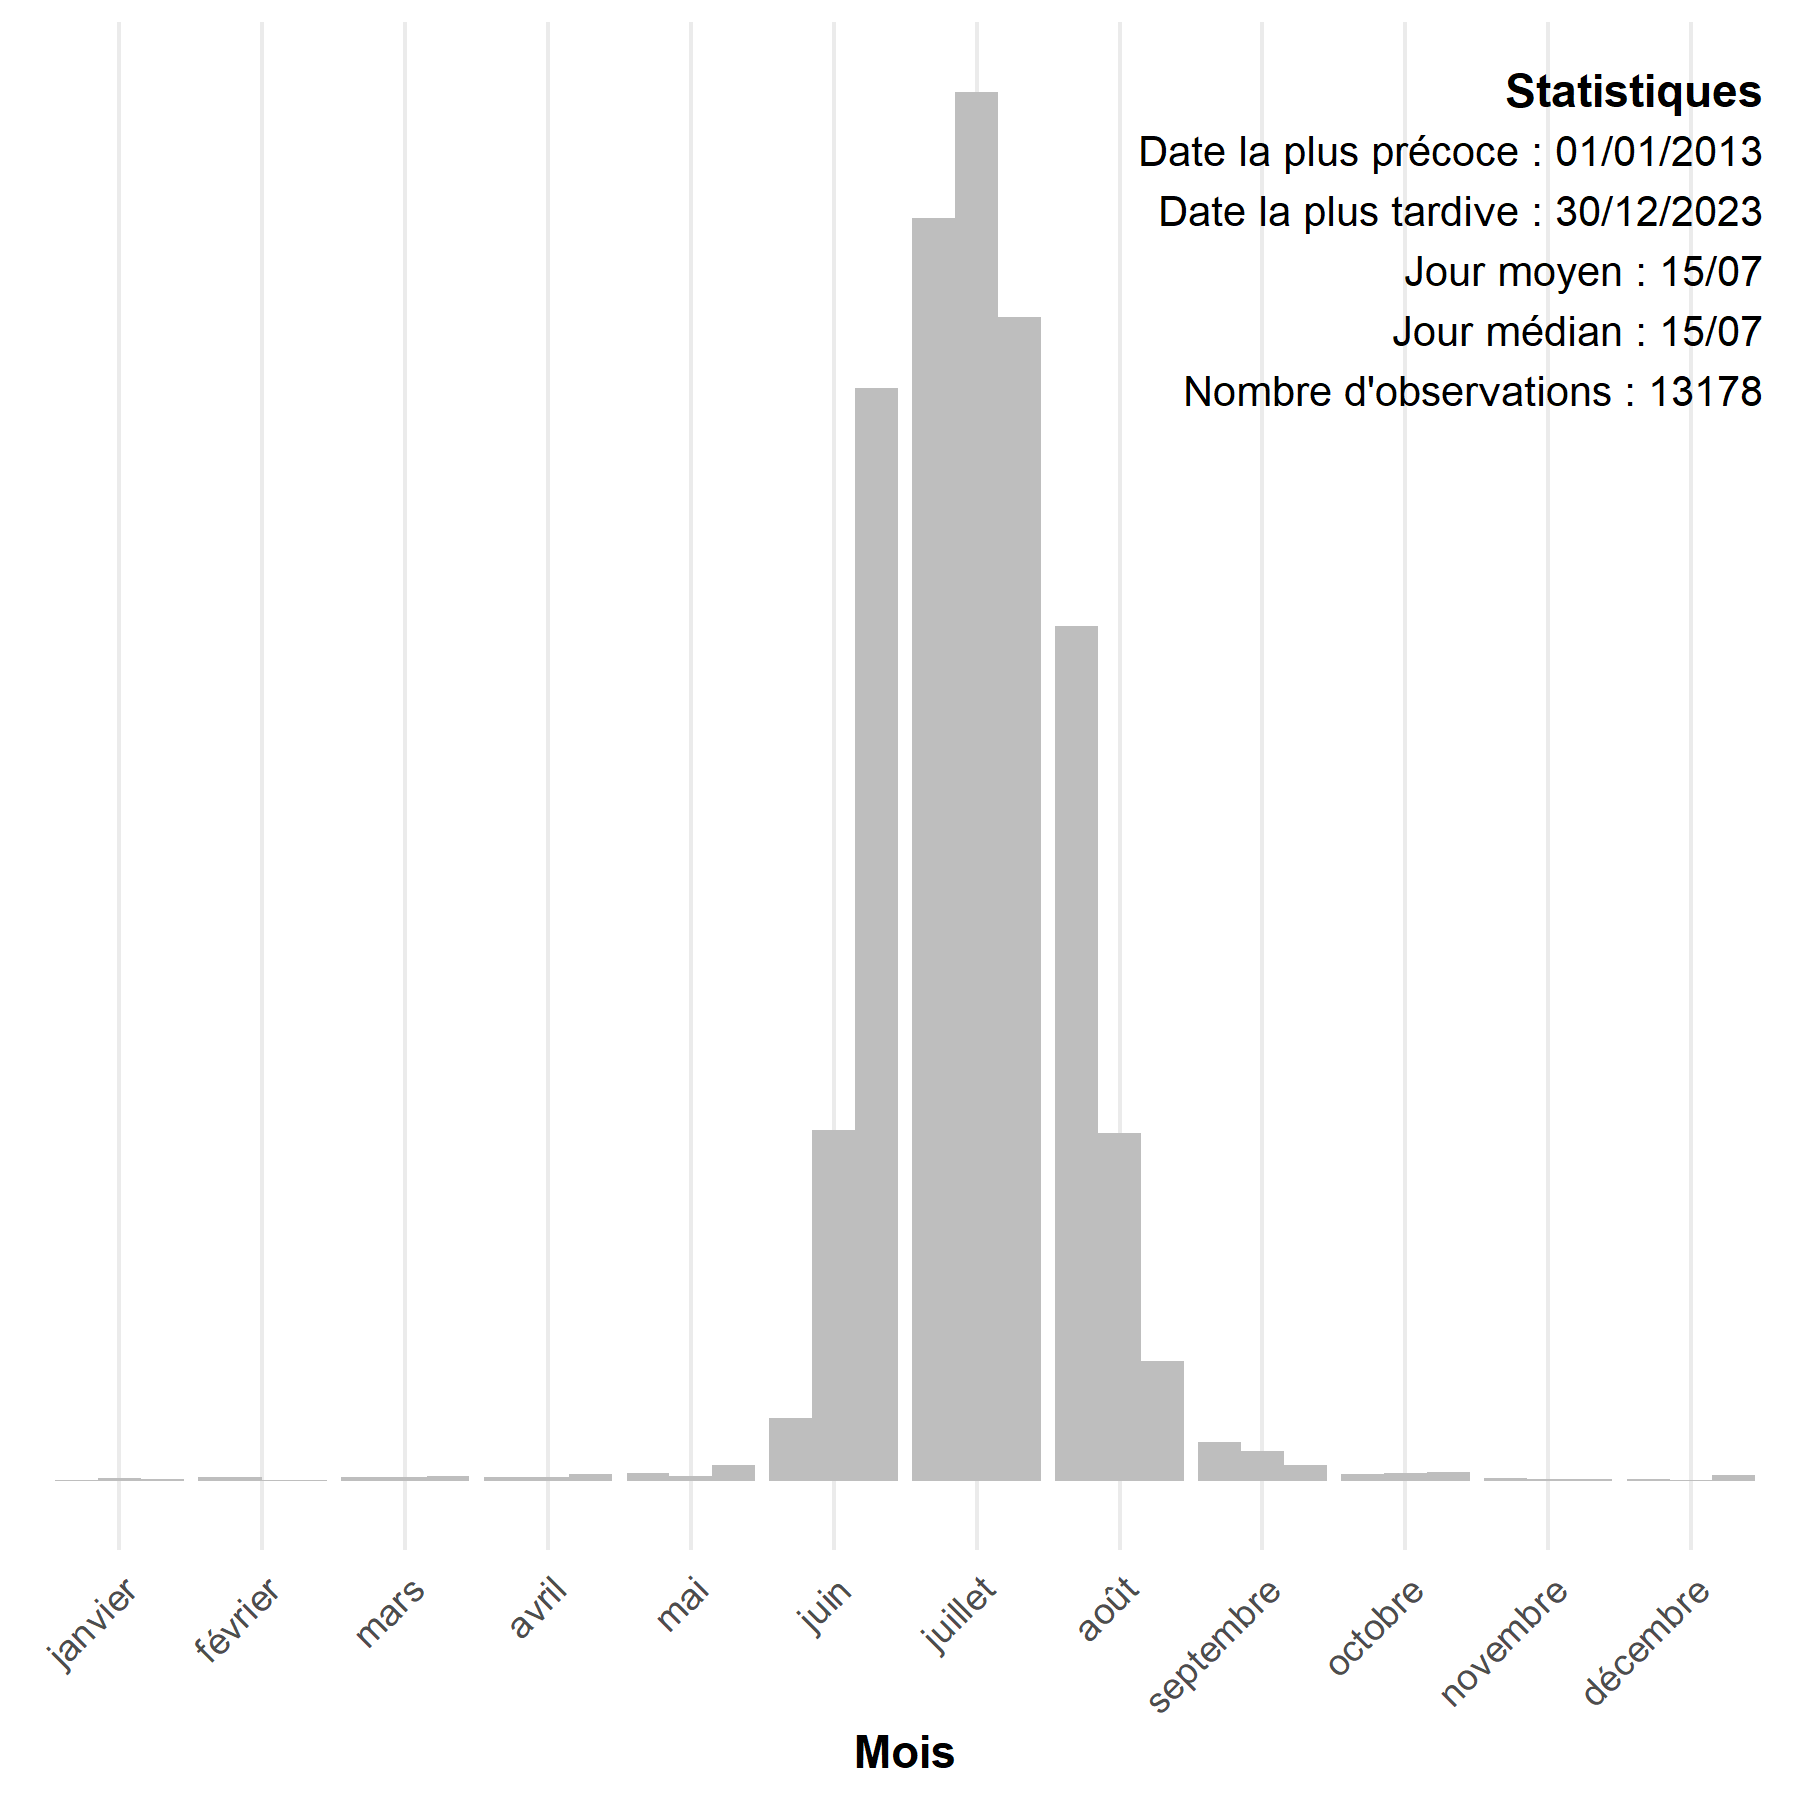 Statistiques
Date la plus précoce : 01/01/2013
Date la plus tardive : 30/12/2023
Jour moyen : 15/07
Jour médian : 15/07
Nombre d'observations : 13178
janvier
février
mars
avril
mai
juin
juillet
août
septembre
octobre
novembre
décembre
Mois